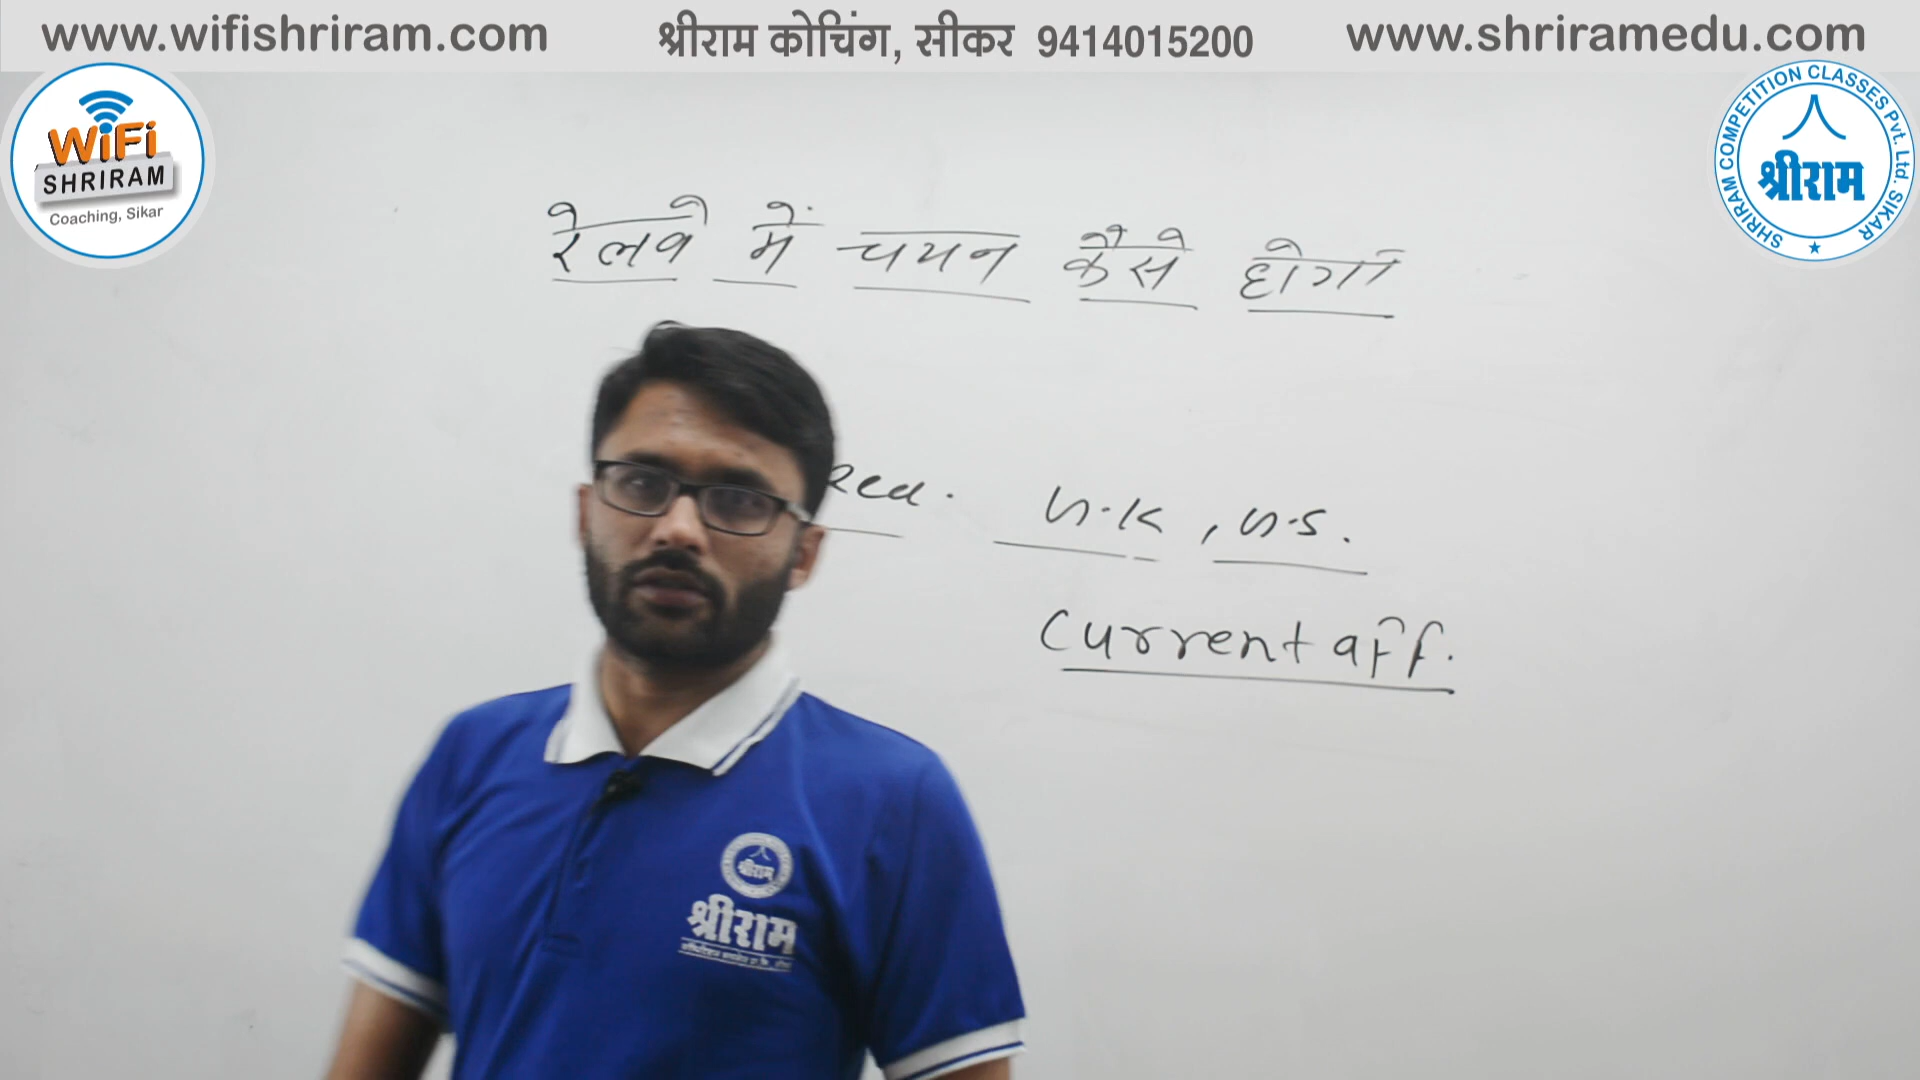 www.wifishriram.com श्रीराम कोचिंग, सीकर 9414015200 www.shriramedu.com
WiFi
SHRIRAM
Coaching, Sikar
SHRIRAM COMPETITION CLASSES Pvt. Ltd. SIKAR
श्रीराम
रेलवे में चयन कैसे होगा
G.K , G.S.
Current aff.
श्रीराम
श्रीराम